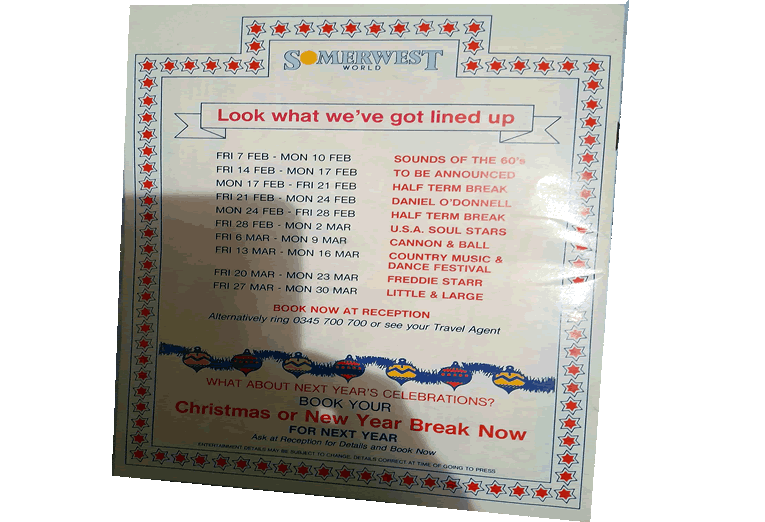 SOMERWEST
WORLD
Look what we've got lined up
FRI 7 FEB - MON 10 FEB SOUNDS OF THE 60's
FRI 14 FEB - MON 17 FEB TO BE ANNOUNCED
MON 17 FEB - FRI 21 FEB HALF TERM BREAK
FRI 21 FEB - MON 24 FEB DANIEL O'DONNELL
MON 24 FEB - FRI 28 FEB HALF TERM BREAK
FRI 28 FEB - MON 2 MAR U.S.A. SOUL STARS
FRI 6 MAR - MON 9 MAR CANNON & BALL
FRI 13 MAR - MON 16 MAR COUNTRY MUSIC &
DANCE FESTIVAL
FRI 20 MAR - MON 23 MAR FREDDIE STARR
FRI 27 MAR - MON 30 MAR LITTLE & LARGE
BOOK NOW AT RECEPTION
Alternatively ring 0345 700 700 or see your Travel Agent
WHAT ABOUT NEXT YEAR'S CELEBRATIONS?
BOOK YOUR
Christmas or New Year Break Now
FOR NEXT YEAR
Ask at Reception for Details and Book Now
ENTERTAINMENT DETAILS MAY BE SUBJECT TO CHANGE. DETAILS CORRECT AT TIME OF GOING TO PRESS